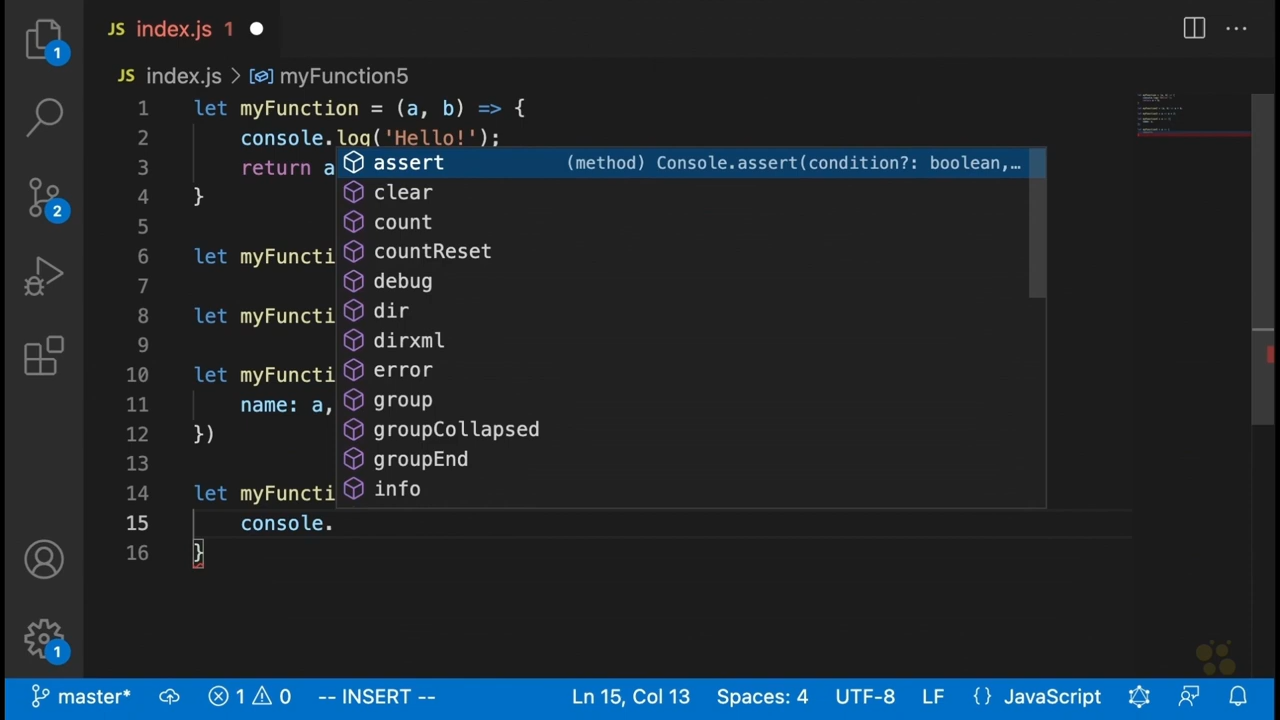 JS index.js 1
1
JS index.js > myFunction5
1 let myFunction = (a, b) => {
2 console.log('Hello!');
3 return a
4 }
5
6 let myFuncti
7
8 let myFuncti
9
10 let myFuncti
11 name: a,
12 })
13
14 let myFuncti
15 console.
16 }
assert (method) Console.assert(condition?: boolean,…
clear
count
countReset
debug
dir
dirxml
error
group
groupCollapsed
groupEnd
info
2
1
master* 1 0 -- INSERT -- Ln 15, Col 13 Spaces: 4 UTF-8 LF {} JavaScript